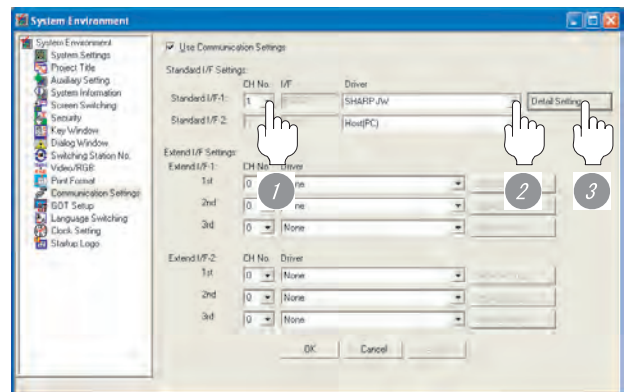 System Environment
System Environment
System Settings
Project Title
Auxiliary Setting
System Information
Screen Switching
Security
Key Window
Dialog Window
Switching Station No.
Video/RGB
Print Format
Communication Settings
GOT Setup
Language Switching
Clock Setting
Startup Logo
Use Communication Settings
Standard I/F Settings
CH No. I/F Driver
Standard I/F-1: 1 SHARP JW Detail Setting
Standard I/F-2: Host(PC)
Extend I/F Settings
Extend I/F-1: CH No. Driver
1st 0 ne
2nd 0 ne
3rd 0 None
1 2 3
Extend I/F-2: CH No. Driver
1st 0 None
2nd 0 None
3rd 0 None
OK Cancel